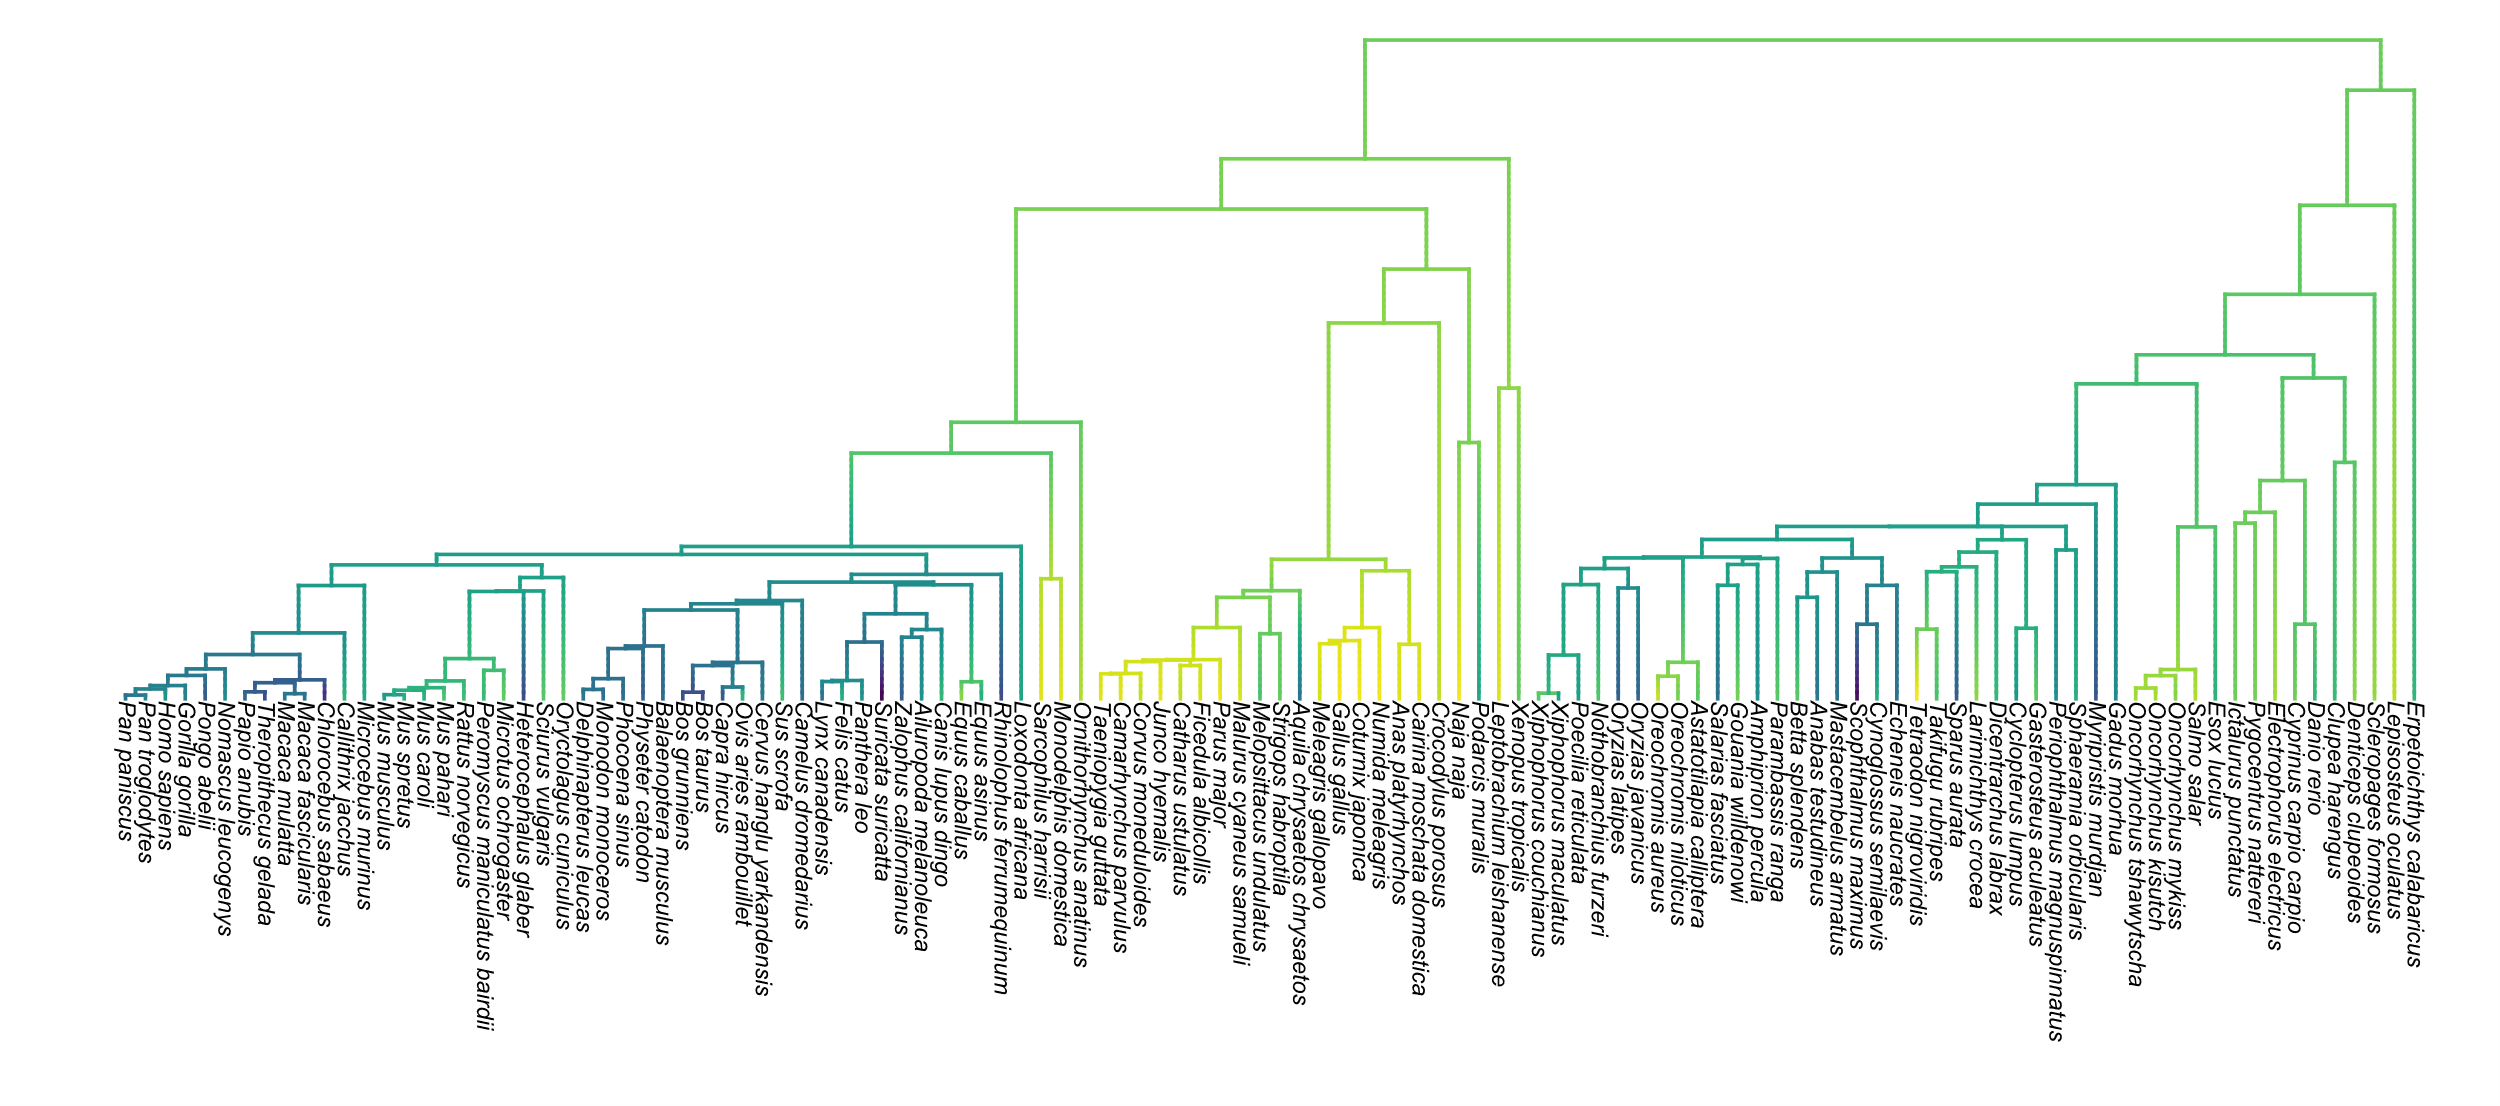 Pan paniscus
Pan troglodytes
Homo sapiens
Gorilla gorilla
Pongo abelii
Nomascus leucogenys
Papio anubis
Theropithecus gelada
Macaca mulatta
Macaca fascicularis
Chlorocebus sabaeus
Callithrix jacchus
Microcebus murinus
Mus musculus
Mus spretus
Mus caroli
Mus pahari
Rattus norvegicus
Peromyscus maniculatus bairdii
Microtus ochrogaster
Heterocephalus glaber
Sciurus vulgaris
Oryctolagus cuniculus
Delphinapterus leucas
Monodon monoceros
Phocoena sinus
Physeter catodon
Balaenoptera musculus
Bos grunniens
Bos taurus
Capra hircus
Ovis aries rambouillet
Cervus hanglu yarkandensis
Sus scrofa
Camelus dromedarius
Lynx canadensis
Felis catus
Panthera leo
Suricata suricatta
Zalophus californianus
Ailuropoda melanoleuca
Canis lupus dingo
Equus caballus
Equus asinus
Rhinolophus ferrumequinum
Loxodonta africana
Sarcophilus harrisii
Monodelphis domestica
Ornithorhynchus anatinus
Taeniopygia guttata
Camarhynchus parvulus
Corvus moneduloides
Junco hyemalis
Catharus ustulatus
Ficedula albicollis
Parus major
Malurus cyaneus samueli
Melopsittacus undulatus
Strigops habroptila
Aquila chrysaetos chrysaetos
Meleagris gallopavo
Gallus gallus
Coturnix japonica
Numida meleagris
Anas platyrhynchos
Cairina moschata domestica
Crocodylus porosus
Naja naja
Podarcis muralis
Leptobrachium leishanense
Xenopus tropicalis
Xiphophorus couchianus
Xiphophorus maculatus
Poecilia reticulata
Nothobranchius furzeri
Oryzias latipes
Oryzias javanicus
Oreochromis aureus
Oreochromis niloticus
Astatotilapia calliptera
Salarias fasciatus
Gouania willdenowi
Amphiprion percula
Parambassis ranga
Betta splendens
Anabas testudineus
Mastacembelus armatus
Scophthalmus maximus
Cynoglossus semilaevis
Echeneis naucrates
Tetraodon nigroviridis
Takifugu rubripes
Sparus aurata
Larimichthys crocea
Dicentrarchus labrax
Cyclopterus lumpus
Gasterosteus aculeatus
Periophthalmus magnuspinnatus
Sphaeramia orbicularis
Myripristis murdjan
Gadus morhua
Oncorhynchus tshawytscha
Oncorhynchus kisutch
Oncorhynchus mykiss
Salmo salar
Esox lucius
Ictalurus punctatus
Pygocentrus nattereri
Electrophorus electricus
Cyprinus carpio carpio
Danio rerio
Clupea harengus
Denticeps clupeoides
Scleropages formosus
Lepisosteus oculatus
Erpetoichthys calabaricus